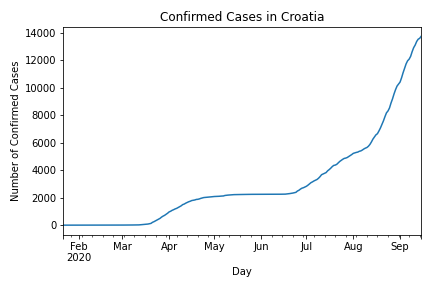 Confirmed Cases in Croatia
Number of Confirmed Cases
14000
12000
10000
8000
6000
4000
2000
0
Feb Mar Apr May Jun Jul Aug Sep
2020
Day